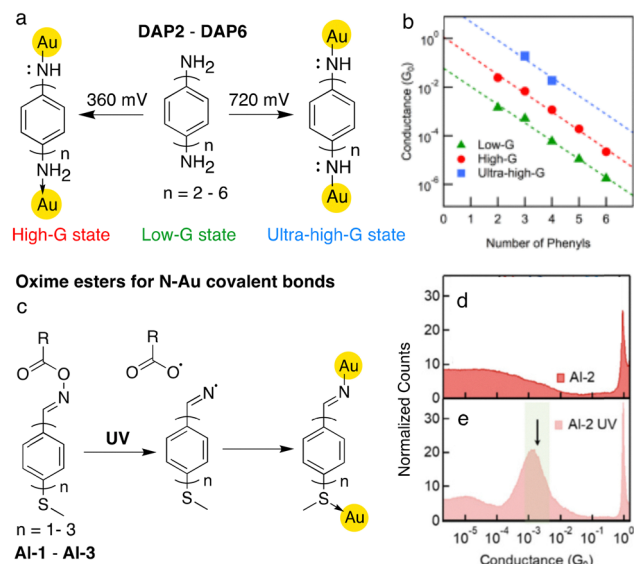 a
DAP2 - DAP6
Au
:NH
n
NH2
Au
360 mV
NH2
n
NH2
n = 2 - 6
720 mV
Au
:NH
n
:NH
Au
High-G state
Low-G state
Ultra-high-G state
b
Conductance (G0)
10^0
10^-2
10^-4
10^-6
Low-G
High-G
Ultra-high-G
0 1 2 3 4 5 6
Number of Phenyls
Oxime esters for N-Au covalent bonds
c
R
O
O
N
n
S
n = 1- 3
AI-1 - AI-3
UV
R
O
O·
N·
n
S
Au
N
n
S
Au
Normalized Counts
d
30
20
10
0
AI-2
e
30
20
10
0
AI-2 UV
10^-5 10^-4 10^-3 10^-2 10^-1 10^0
Conductance (G0)